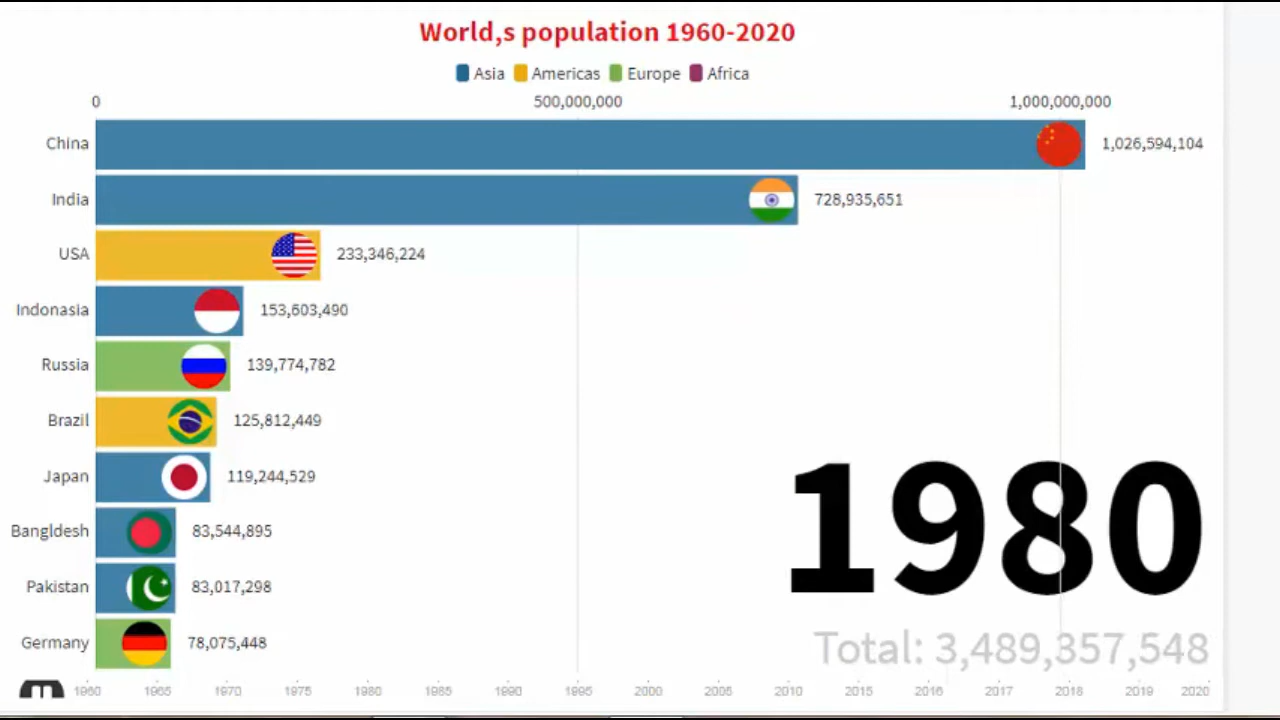 World,s population 1960-2020
Asia Americas Europe Africa
0 500,000,000 1,000,000,000
China 1,026,594,104
India 728,935,651
USA 233,346,224
Indonasia 153,603,490
Russia 139,774,782
Brazil 125,812,449
Japan 119,244,529
Bangldesh 83,544,895
Pakistan 83,017,298
Germany 78,075,448
1980
Total: 3,489,357,548
1960 1965 1970 1975 1980 1985 1990 1995 2000 2005 2010 2015 2016 2017 2018 2019 2020